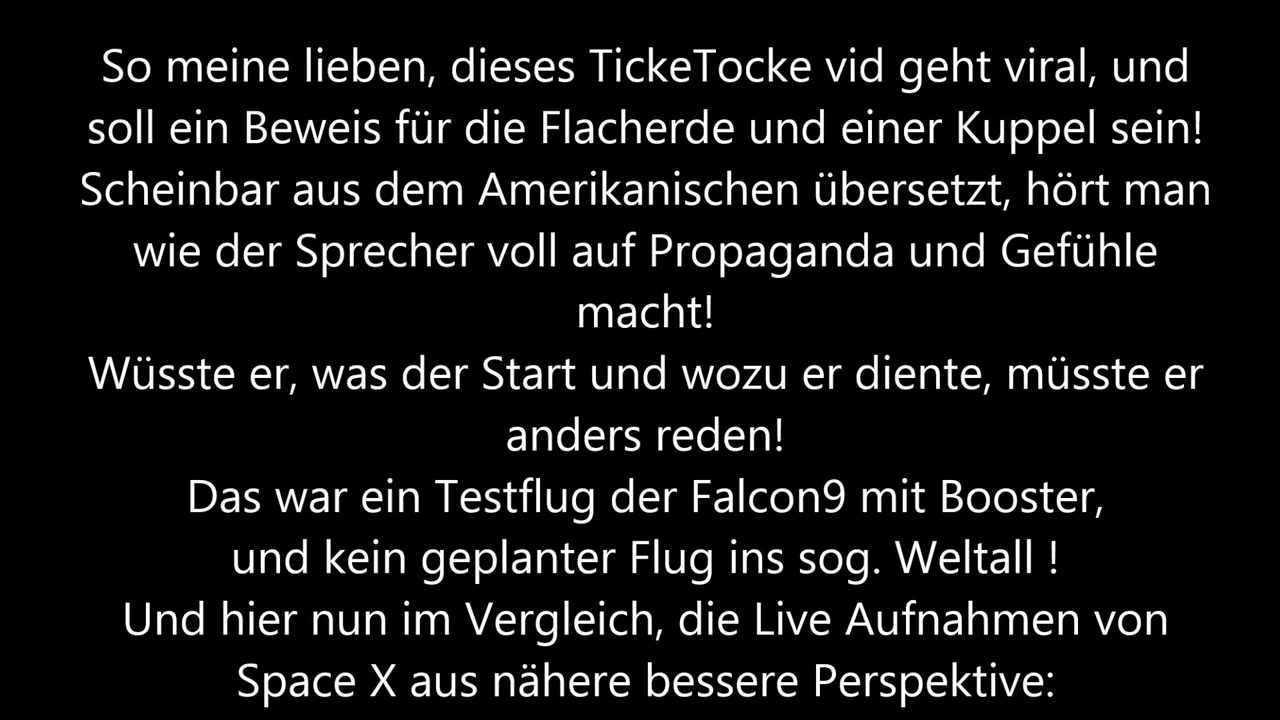 So meine lieben, dieses TickeTocke vid geht viral, und
soll ein Beweis für die Flacherde und einer Kuppel sein!
Scheinbar aus dem Amerikanischen übersetzt, hört man
wie der Sprecher voll auf Propaganda und Gefühle
macht!
Wüsste er, was der Start und wozu er diente, müsste er
anders reden!
Das war ein Testflug der Falcon9 mit Booster,
und kein geplanter Flug ins sog. Weltall !
Und hier nun im Vergleich, die Live Aufnahmen von
Space X aus nähere bessere Perspektive: